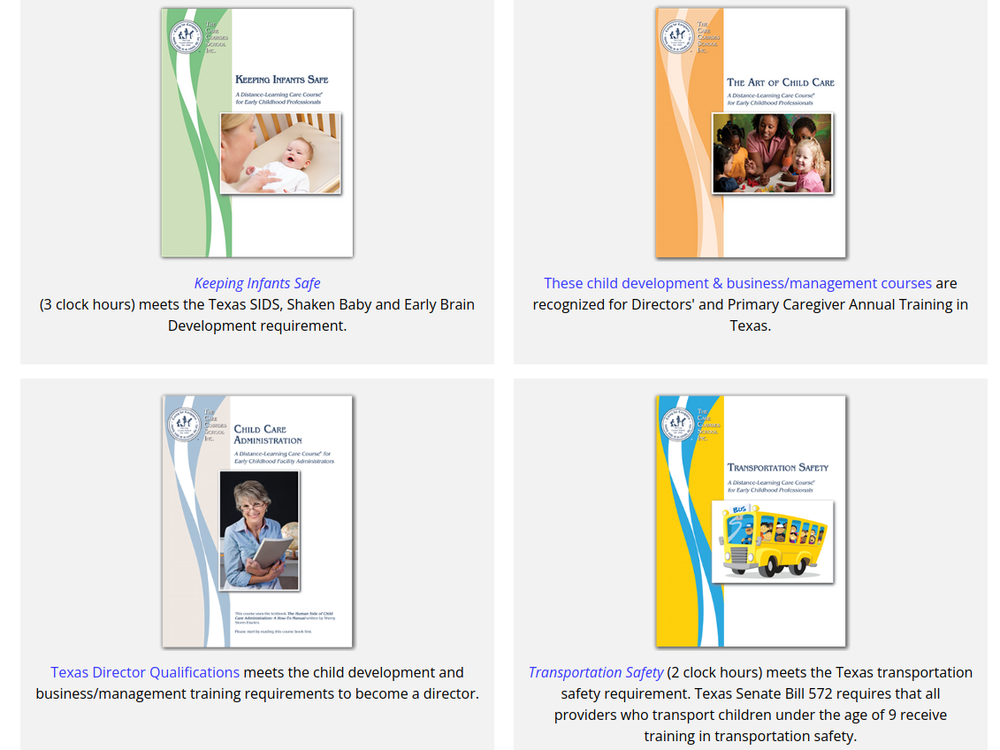 The
Care
Courses
School
Inc.
Keeping Infants Safe
A Distance-Learning Care Course®
for Early Childhood Professionals
Keeping Infants Safe
(3 clock hours) meets the Texas SIDS, Shaken Baby and Early Brain
Development requirement.
The
Care
Courses
School
Inc.
The Art of Child Care
A Distance-Learning Care Course®
for Early Childhood Professionals
These child development & business/management courses are
recognized for Directors' and Primary Caregiver Annual Training in
Texas.
The
Care
Courses
School
Inc.
Child Care
Administration
A Distance-Learning Care Course® for
Early Childhood Facility Administrators
This course uses the textbook The Human Side of Child
Care Administration: A How-To Manual written by
Please start by reading this course book first.
Texas Director Qualifications meets the child development and
business/management training requirements to become a director.
The
Care
Courses
School
Inc.
Transportation Safety
A Distance-Learning Care Course®
for Early Childhood Professionals
BUS
Transportation Safety (2 clock hours) meets the Texas transportation
safety requirement. Texas Senate Bill 572 requires that all
providers who transport children under the age of 9 receive
training in transportation safety.